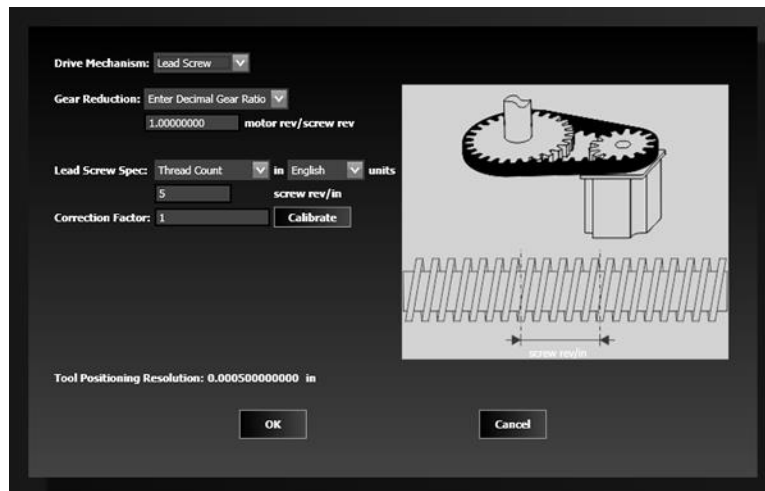 Drive Mechanism: Lead Screw
Gear Reduction: Enter Decimal Gear Ratio
1.00000000 motor rev/screw rev
Lead Screw Spec: Thread Count in English units
5 screw rev/in
Correction Factor: 1 Calibrate
screw rev/in
Tool Positioning Resolution: 0.000500000000 in
OK Cancel